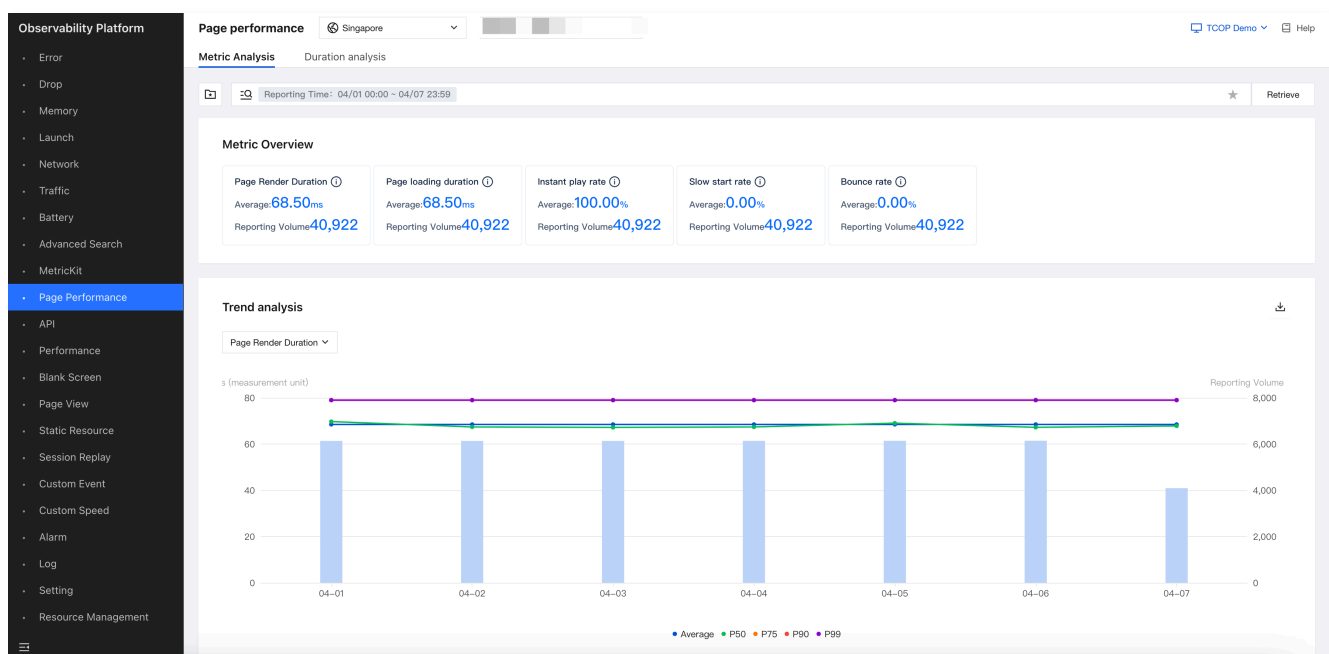 Observability Platform
Error
Drop
Memory
Launch
Network
Traffic
Battery
Advanced Search
MetricKit
Page Performance
API
Performance
Blank Screen
Page View
Static Resource
Session Replay
Custom Event
Custom Speed
Alarm
Log
Setting
Resource Management
Page performance
Singapore
TCOP Demo
Help
Metric Analysis
Duration analysis
Reporting Time: 04/01 00:00 ~ 04/07 23:59
Retrieve
Metric Overview
Page Render Duration
Average:68.50ms
Reporting Volume40,922
Page loading duration
Average:68.50ms
Reporting Volume40,922
Instant play rate
Average:100.00%
Reporting Volume40,922
Slow start rate
Average:0.00%
Reporting Volume40,922
Bounce rate
Average:0.00%
Reporting Volume40,922
Trend analysis
Page Render Duration
s (measurement unit)
Reporting Volume
80
60
40
20
0
8,000
6,000
4,000
2,000
0
04-01
04-02
04-03
04-04
04-05
04-06
04-07
Average
P50
P75
P90
P99